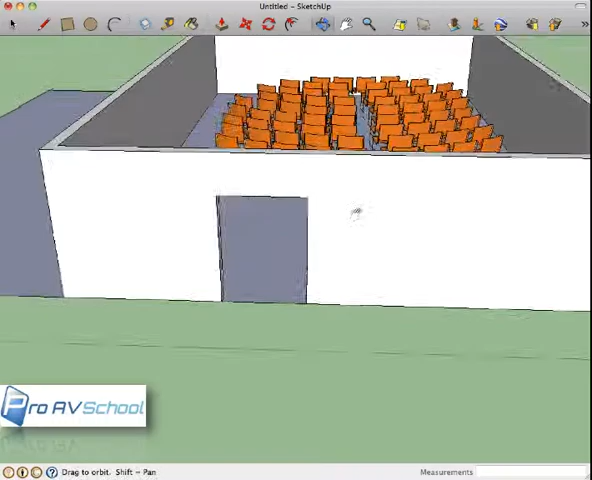 Untitled – SketchUp
»
Pro AVSchool
Drag to orbit. Shift = Pan
Measurements